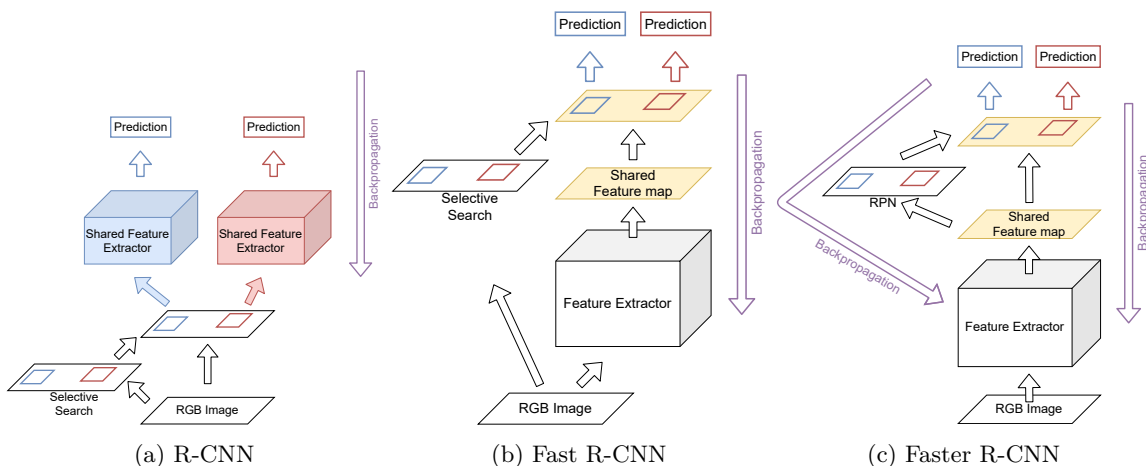 Prediction
Prediction
Shared Feature
Extractor
Shared Feature
Extractor
Selective
Search
RGB Image
Backpropagation
(a) R-CNN
Prediction
Prediction
Selective
Search
Shared
Feature map
Feature Extractor
RGB Image
Backpropagation
(b) Fast R-CNN
Prediction
Prediction
RPN
Shared
Feature map
Backpropagation
Feature Extractor
RGB Image
Backpropagation
(c) Faster R-CNN